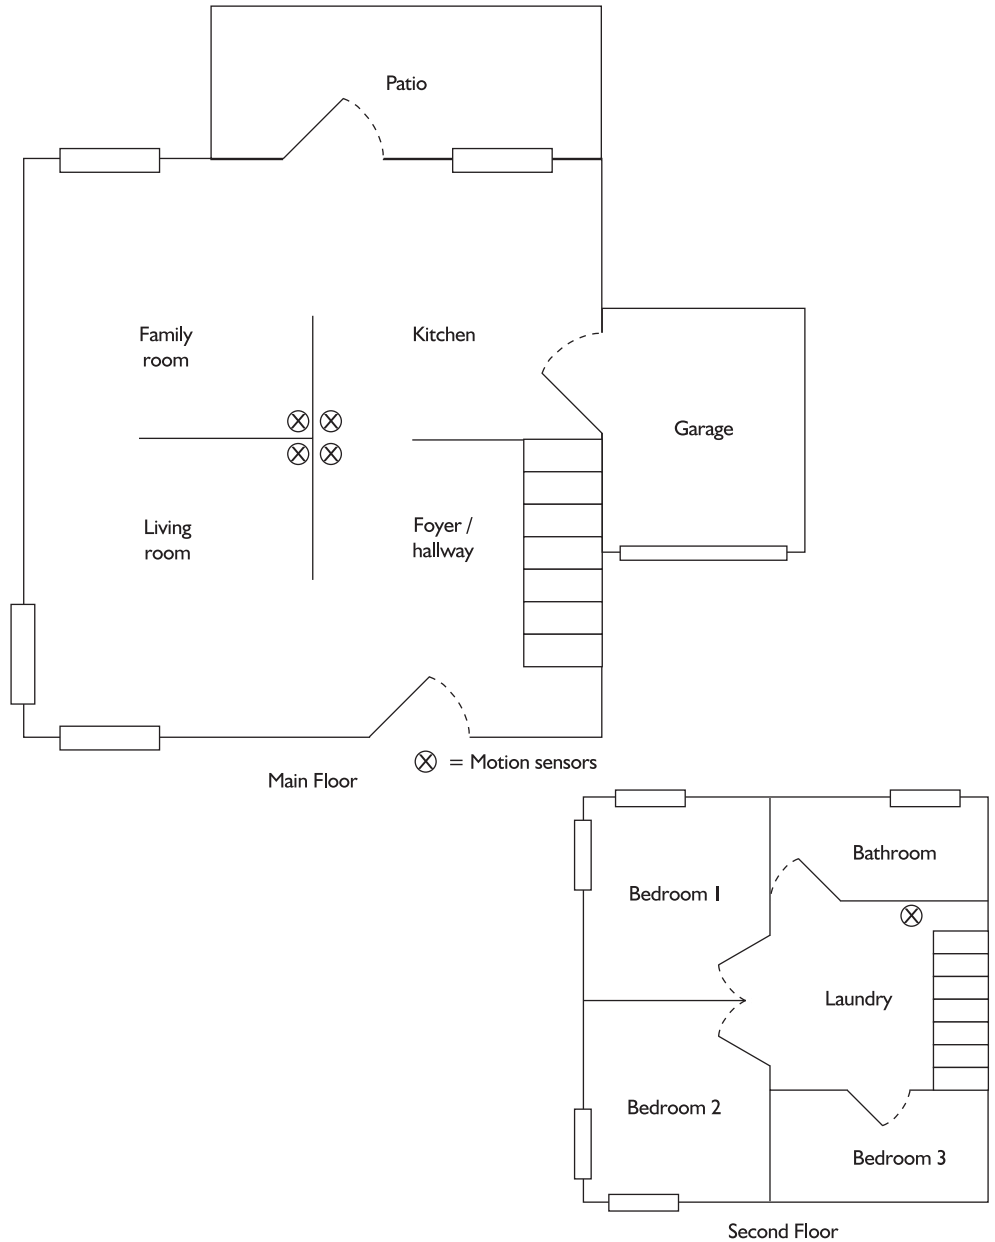 Patio
Family
room
Kitchen
Garage
Living
room
Foyer /
hallway
= Motion sensors
Main Floor
Bathroom
Bedroom 1
Laundry
Bedroom 2
Bedroom 3
Second Floor